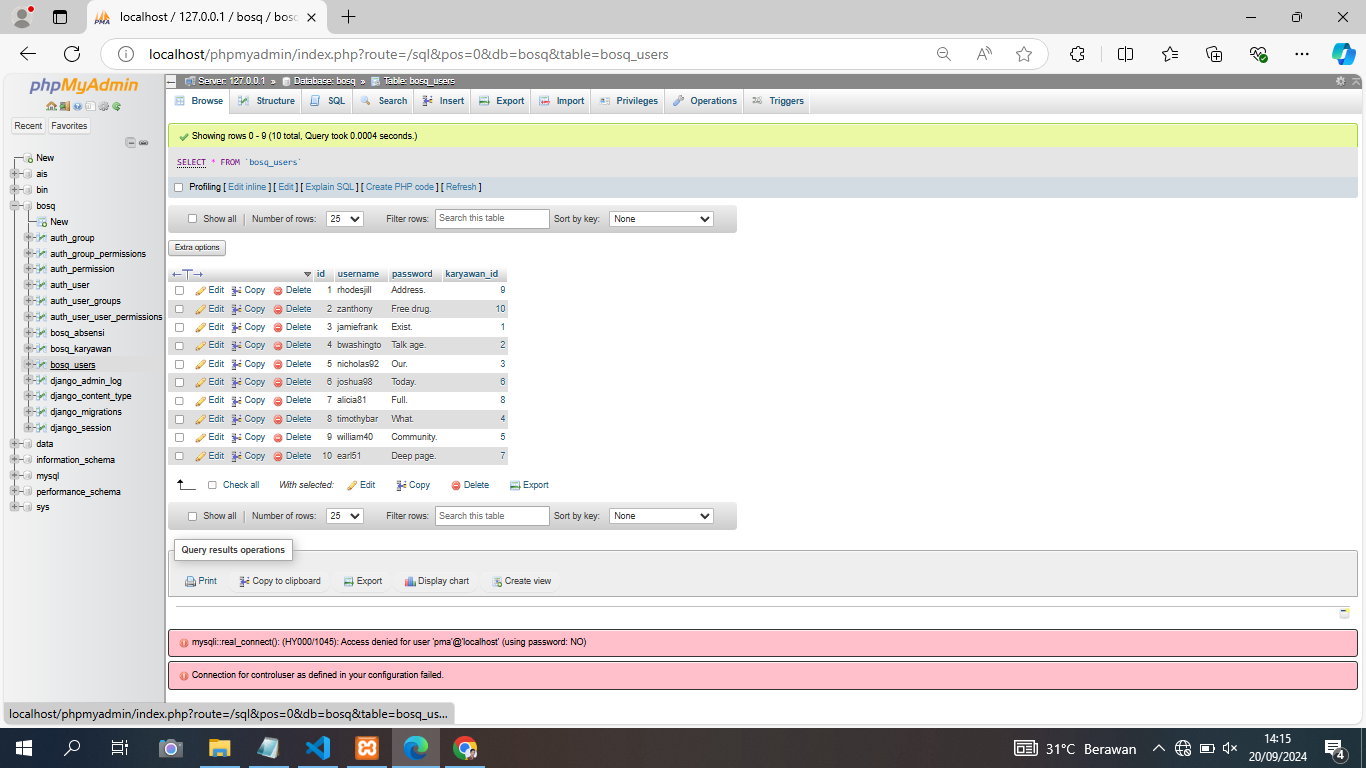 localhost / 127.0.0.1 / bosq / bosq
localhost/phpmyadmin/index.php?route=/sql&pos=0&db=bosq&table=bosq_users
phpMyAdmin
Recent Favorites
New
ais
bin
bosq
New
auth_group
auth_group_permissions
auth_permission
auth_user
auth_user_groups
auth_user_user_permissions
bosq_absensi
bosq_karyawan
bosq_users
django_admin_log
django_content_type
django_migrations
django_session
data
information_schema
mysql
performance_schema
sys
Server: 127.0.0.1 » Database: bosq » Table: bosq_users
Browse Structure SQL Search Insert Export Import Privileges Operations Triggers
Showing rows 0 - 9 (10 total, Query took 0.0004 seconds.)
SELECT * FROM `bosq_users`
Profiling [ Edit inline ] [ Edit ] [ Explain SQL ] [ Create PHP code ] [ Refresh ]
Show all | Number of rows: 25 Filter rows: Search this table Sort by key: None
Extra options
id username password karyawan_id
Edit Copy Delete 1 rhodesjill Address. 9
Edit Copy Delete 2 zanthony Free drug. 10
Edit Copy Delete 3 jamiefrank Exist. 1
Edit Copy Delete 4 bwashingto Talk age. 2
Edit Copy Delete 5 nicholas92 Our. 3
Edit Copy Delete 6 joshua98 Today. 6
Edit Copy Delete 7 alicia81 Full. 8
Edit Copy Delete 8 timothybar What. 4
Edit Copy Delete 9 william40 Community. 5
Edit Copy Delete 10 earl51 Deep page. 7
Check all With selected: Edit Copy Delete Export
Show all | Number of rows: 25 Filter rows: Search this table Sort by key: None
Query results operations
Print Copy to clipboard Export Display chart Create view
mysqli::real_connect(): (HY000/1045): Access denied for user 'pma'@'localhost' (using password: NO)
Connection for controluser as defined in your configuration failed.
localhost/phpmyadmin/index.php?route=/sql&pos=0&db=bosq&table=bosq_us...
31°C Berawan
14:15
20/09/2024
4